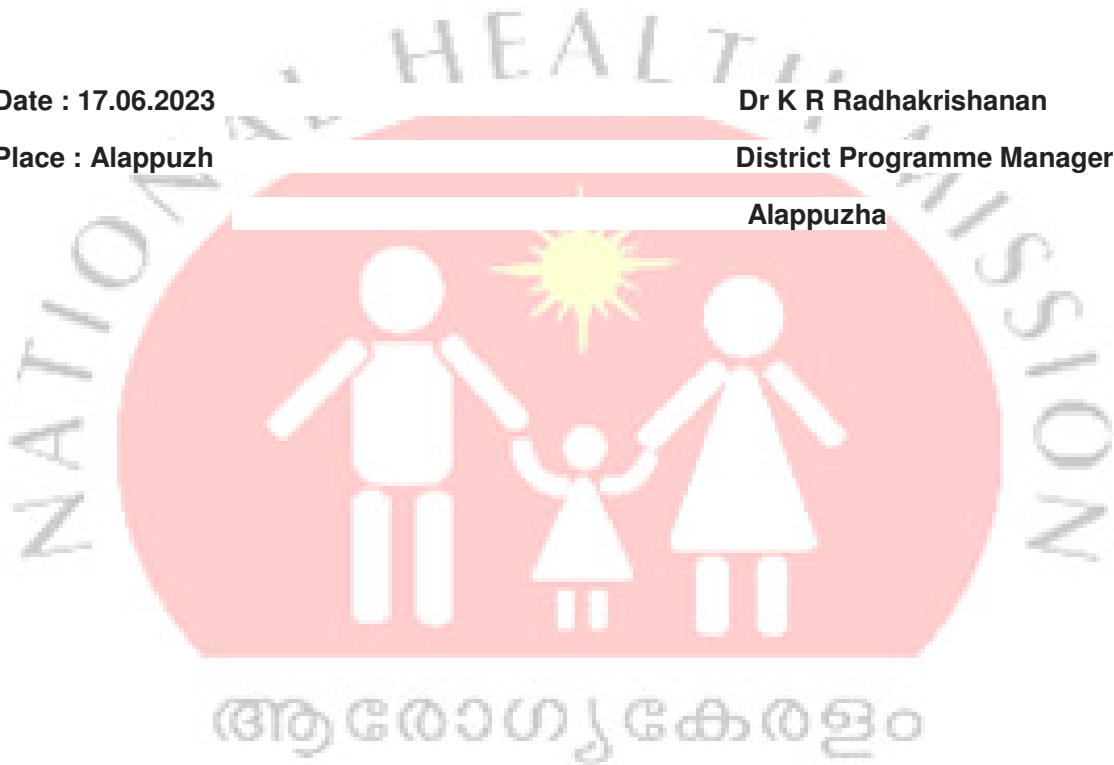 NATIONAL HEALTH MISSION
Date : 17.06.2023 Dr K R Radhakrishanan
Place : Alappuzh District Programme Manager
Alappuzha
ആരോഗ്യകേരളം